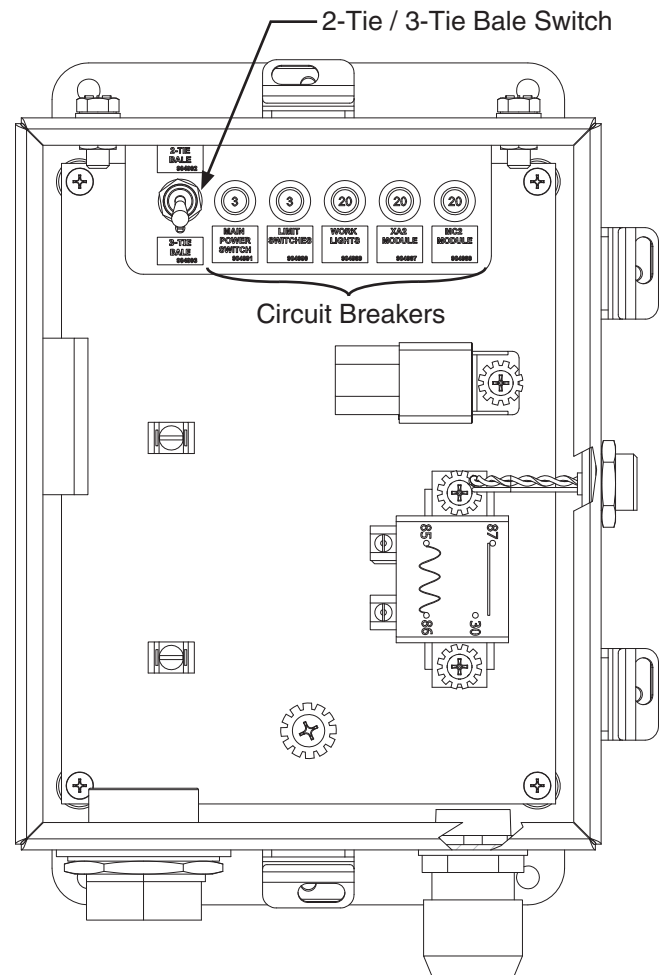 2-Tie / 3-Tie Bale Switch
2-TIE
BALE
3 3 20 20 20
3-TIE
BALE
MAIN
POWER
SWITCH
LIMIT
SWITCHES
WORK
LIGHTS
XA2
MODULE
MC2
MODULE
Circuit Breakers
85 87
86 30